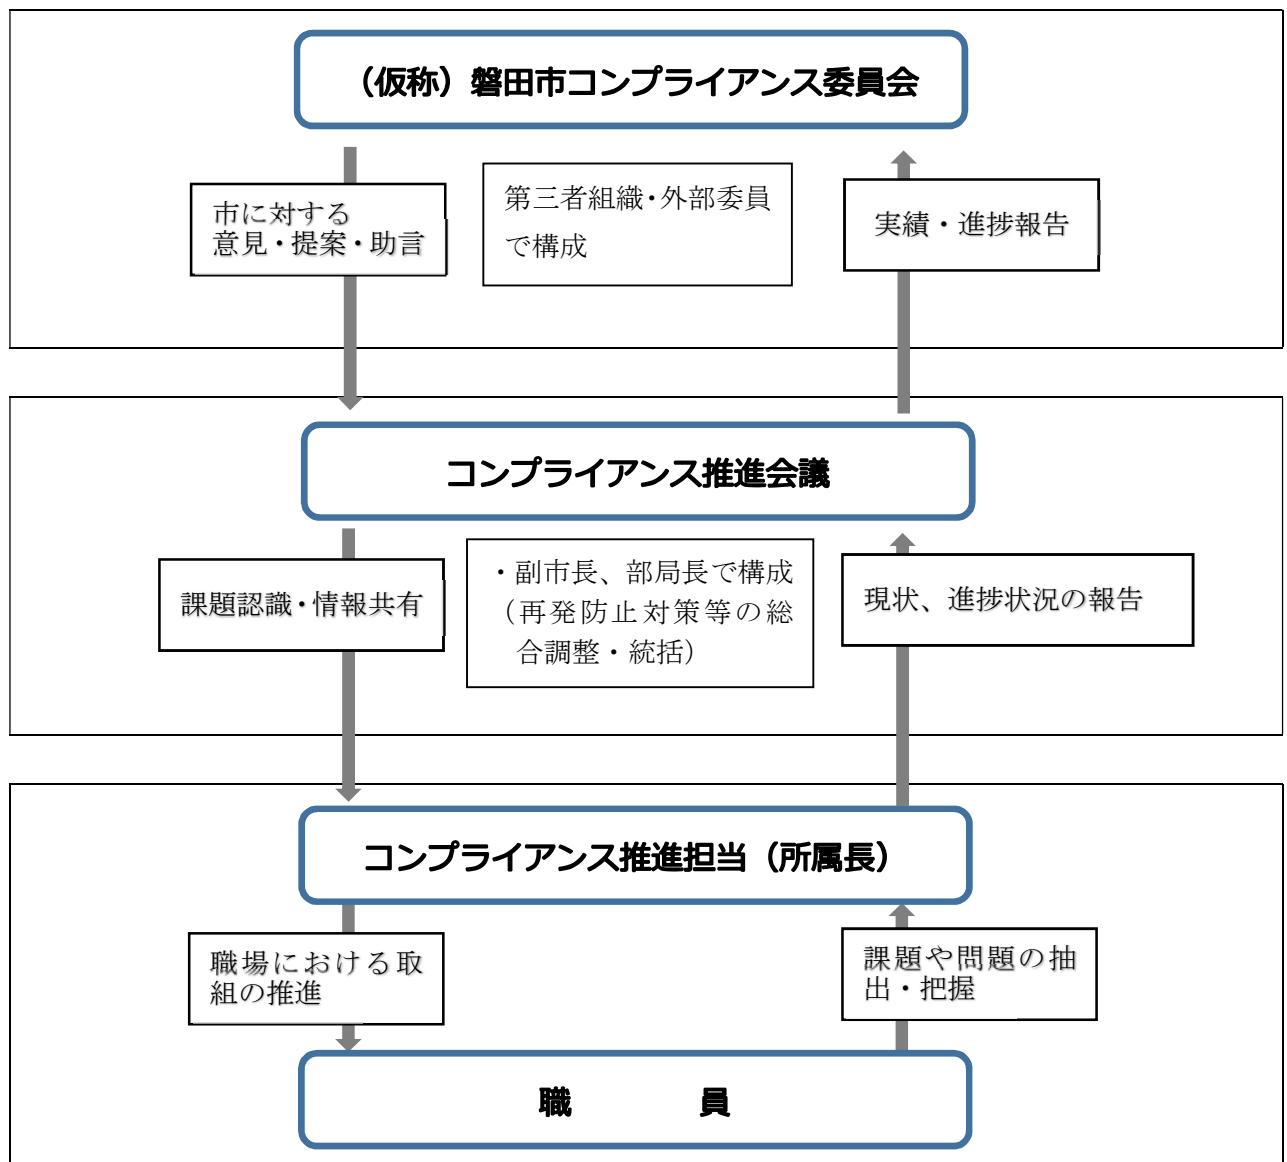 （仮称）磐田市コンプライアンス委員会
市に対する
意見・提案・助言
第三者組織・外部委員
で構成
実績・進捗報告
コンプライアンス推進会議
課題認識・情報共有
・副市長、部局長で構成
（再発防止対策等の総
合調整・統括）
現状、進捗状況の報告
コンプライアンス推進担当（所属長）
職場における取
組の推進
課題や問題の抽
出・把握
職　　　　員